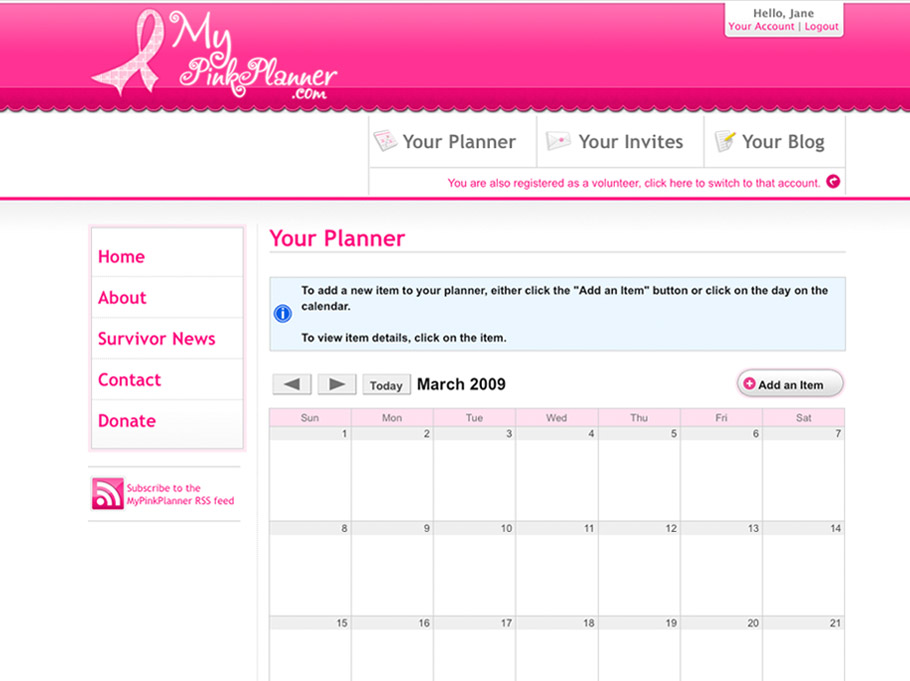 Hello, Jane
Your Account | Logout
My
PinkPlanner
.com
Your Planner
Your Invites
Your Blog
You are also registered as a volunteer, click here to switch to that account.
Home
About
Survivor News
Contact
Donate
Subscribe to the
MyPinkPlanner RSS feed
Your Planner
To add a new item to your planner, either click the "Add an Item" button or click on the day on the
calendar.
To view item details, click on the item.
Today March 2009 Add an Item
Sun Mon Tue Wed Thu Fri Sat
1 2 3 4 5 6 7
8 9 10 11 12 13 14
15 16 17 18 19 20 21